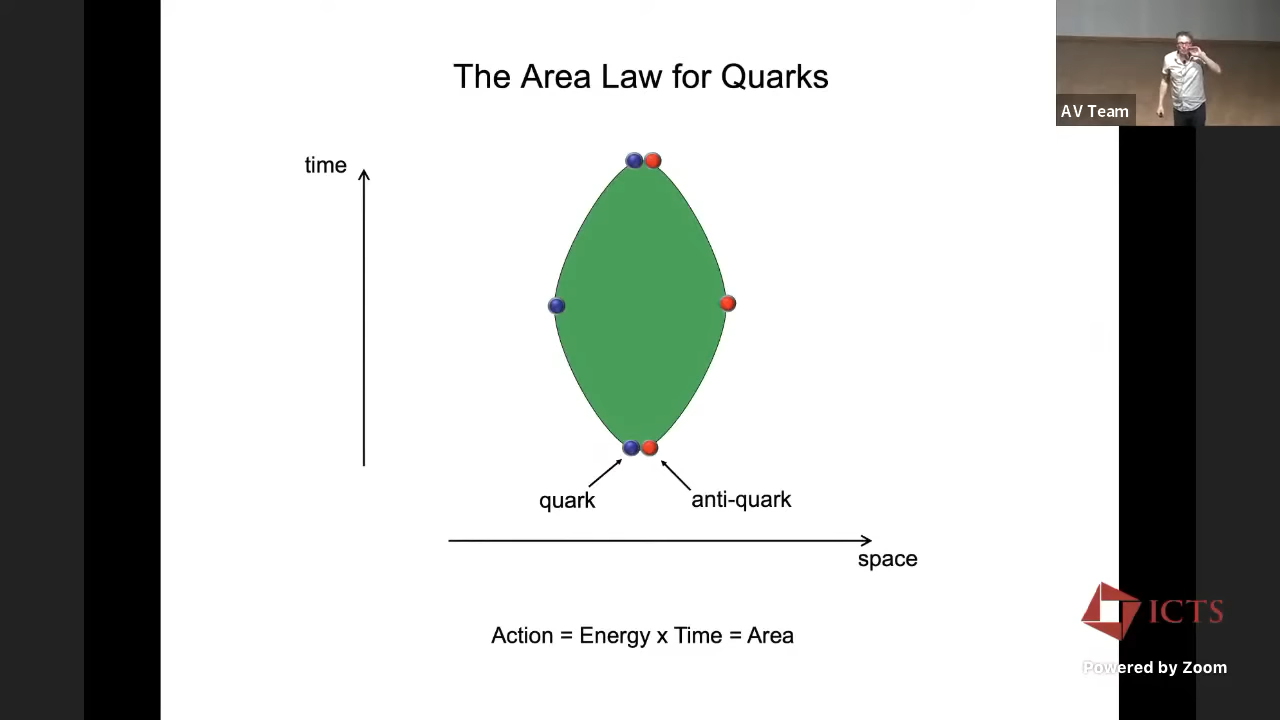 The Area Law for Quarks
AV Team
time
quark
anti-quark
space
Action = Energy x Time = Area
ICTS
Powered by Zoom